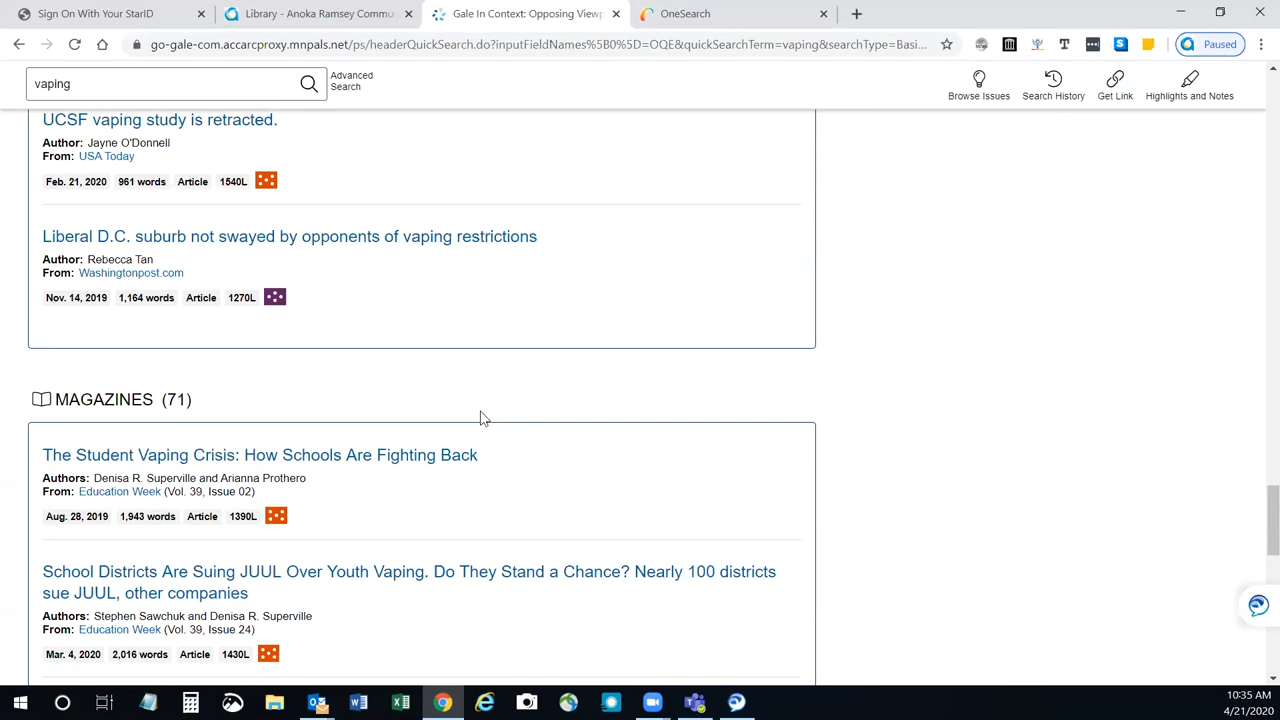 Sign On With Your StarID
Library - Anoka Ramsey Commu
Gale In Context: Opposing Viewp
OneSearch
go-gale-com.accarcproxy.mnpals.net/ps/headerQuickSearch.do?inputFieldNames%5B0%5D=OQE&quickSearchTerm=vaping&searchType=Basi...
Paused
vaping
Advanced
Search
Browse Issues
Search History
Get Link
Highlights and Notes
UCSF vaping study is retracted.
Author: Jayne O'Donnell
From: USA Today
Feb. 21, 2020 961 words Article 1540L
Liberal D.C. suburb not swayed by opponents of vaping restrictions
Author: Rebecca Tan
From: Washingtonpost.com
Nov. 14, 2019 1,164 words Article 1270L
MAGAZINES (71)
The Student Vaping Crisis: How Schools Are Fighting Back
Authors: Denisa R. Superville and Arianna Prothero
From: Education Week (Vol. 39, Issue 02)
Aug. 28, 2019 1,943 words Article 1390L
School Districts Are Suing JUUL Over Youth Vaping. Do They Stand a Chance? Nearly 100 districts
sue JUUL, other companies
Authors: Stephen Sawchuk and Denisa R. Superville
From: Education Week (Vol. 39, Issue 24)
Mar. 4, 2020 2,016 words Article 1430L
10:35 AM
4/21/2020